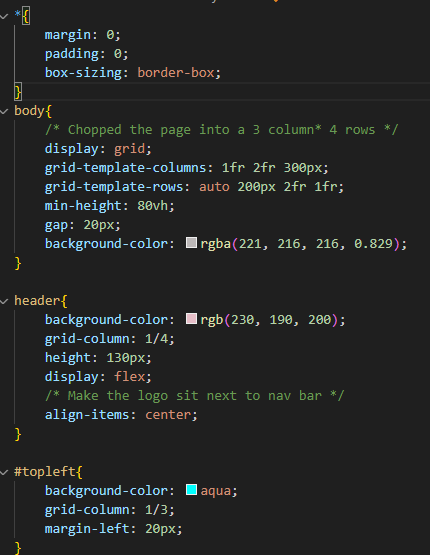 *{
margin: 0;
padding: 0;
box-sizing: border-box;
}
body{
/* Chopped the page into a 3 column* 4 rows */
display: grid;
grid-template-columns: 1fr 2fr 300px;
grid-template-rows: auto 200px 2fr 1fr;
min-height: 80vh;
gap: 20px;
background-color: rgba(221, 216, 216, 0.829);
}
header{
background-color: rgb(230, 190, 200);
grid-column: 1/4;
height: 130px;
display: flex;
/* Make the logo sit next to nav bar */
align-items: center;
}
#topleft{
background-color: aqua;
grid-column: 1/3;
margin-left: 20px;
}